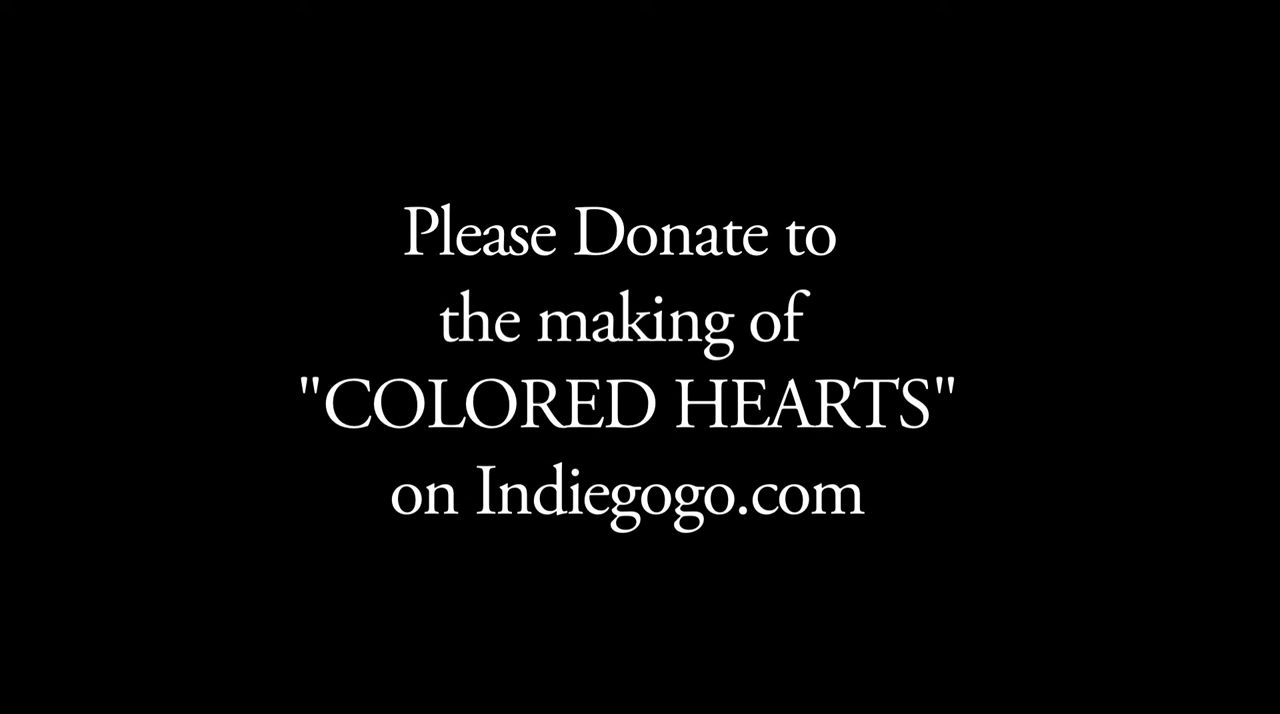 Please Donate to
the making of
"COLORED HEARTS"
on Indiegogo.com